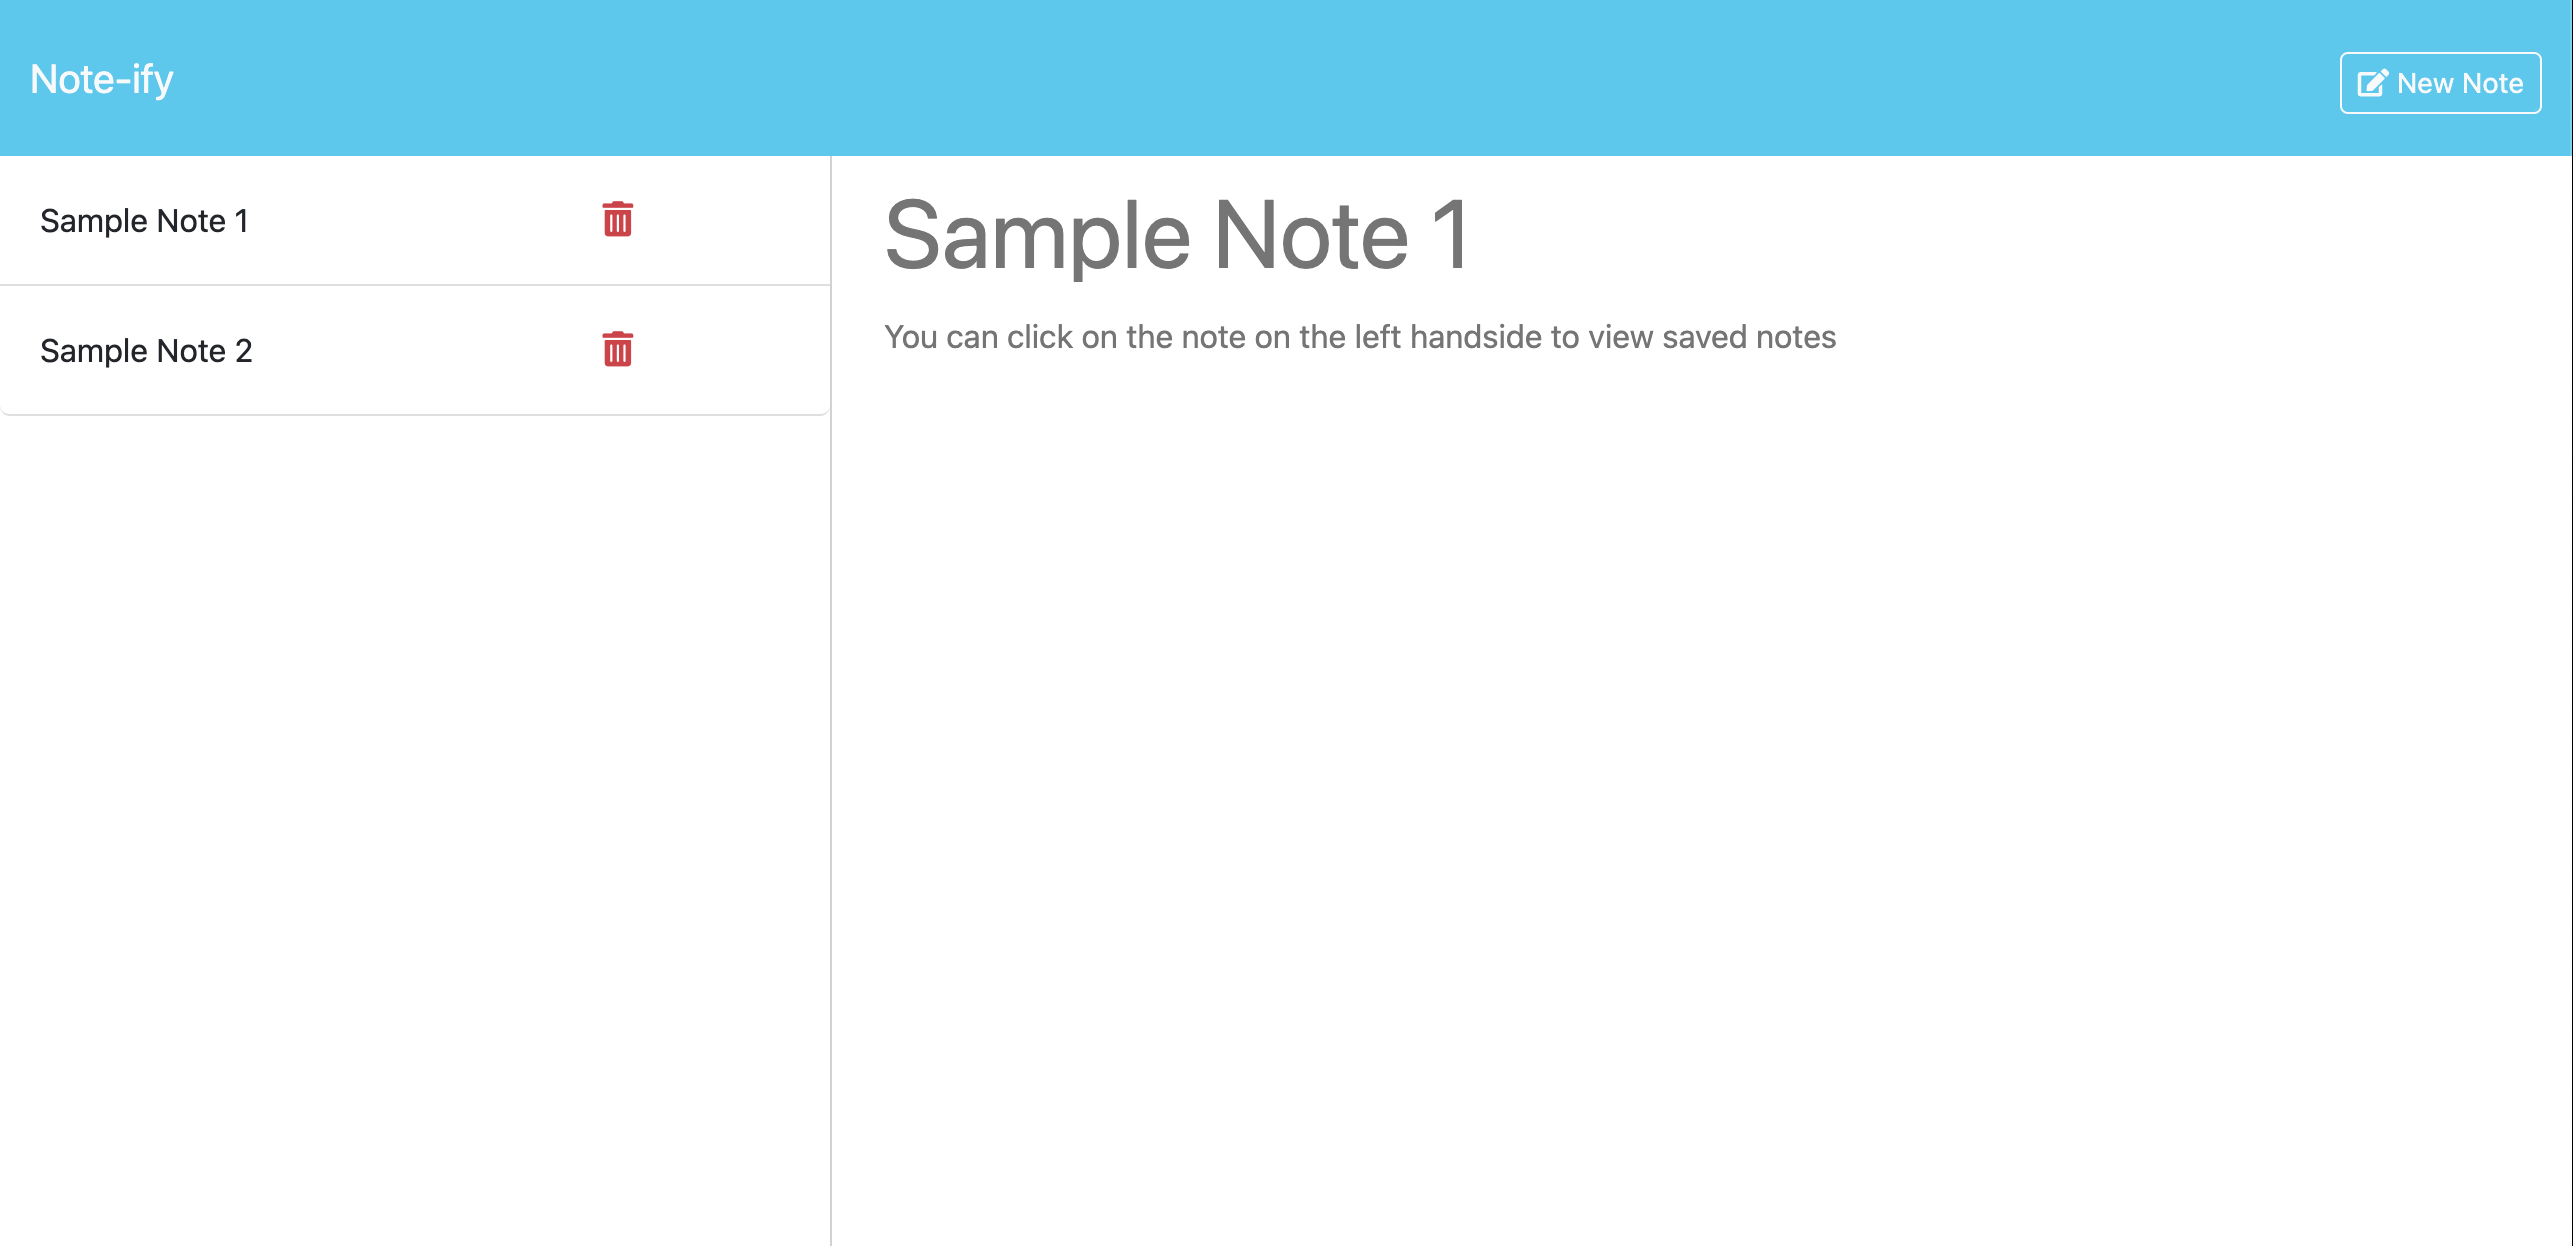 Note-ify
New Note
Sample Note 1
Sample Note 2
Sample Note 1
You can click on the note on the left handside to view saved notes